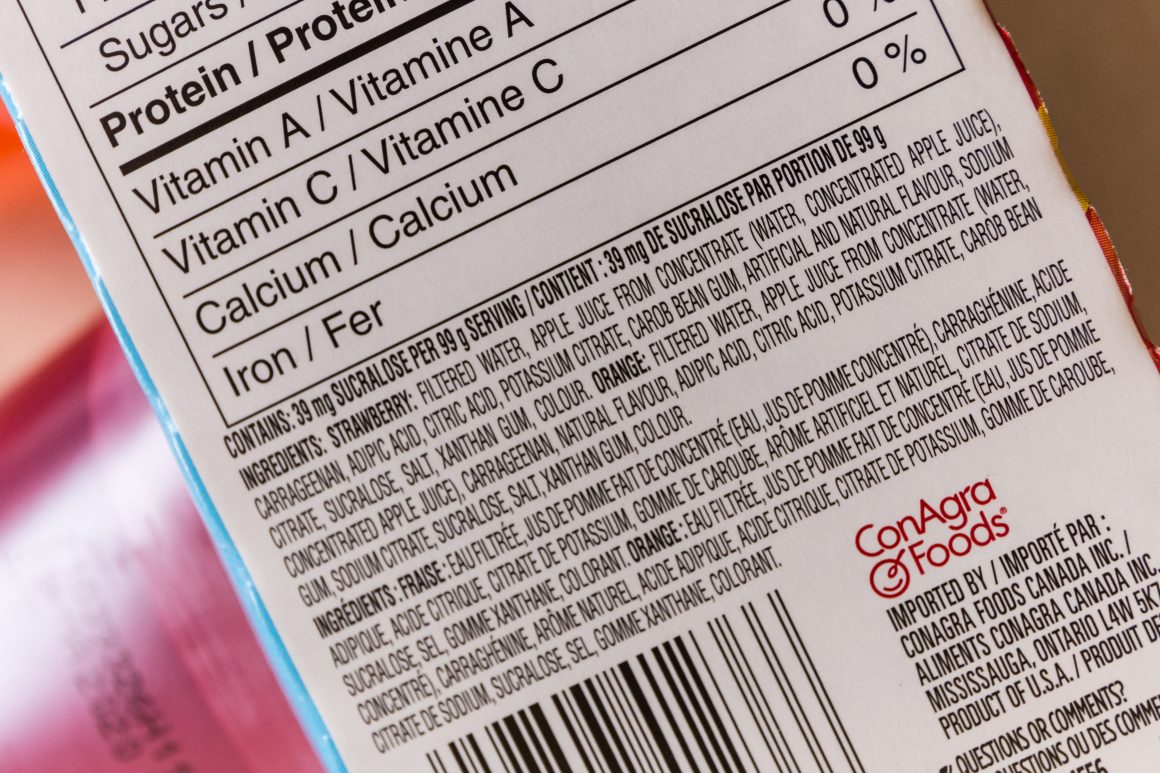 Sugars /
Protein / Protéin
Vitamin A / Vitamine A
Vitamin C / Vitamine C 0 %
Calcium / Calcium 0 %
Iron / Fer
CONTAINS: 39 mg SUCRALOSE PER 99 g SERVING / CONTIENT : 39 mg DE SUCRALOSE PAR PORTION DE 99 g
INGREDIENTS: STRAWBERRY: FILTERED WATER, APPLE JUICE FROM CONCENTRATE (WATER, CONCENTRATED APPLE JUICE),
CARRAGEENAN, ADIPIC ACID, CITRIC ACID, POTASSIUM CITRATE, CAROB BEAN GUM, ARTIFICIAL AND NATURAL FLAVOUR, SODIUM
CITRATE, SUCRALOSE, SALT, XANTHAN GUM, COLOUR. ORANGE: FILTERED WATER, APPLE JUICE FROM CONCENTRATE (WATER,
CONCENTRATED APPLE JUICE), CARRAGEENAN, NATURAL FLAVOUR, ADIPIC ACID, CITRIC ACID, POTASSIUM CITRATE, CAROB BEAN
GUM, SODIUM CITRATE, SUCRALOSE, SALT, XANTHAN GUM, COLOUR.
INGRÉDIENTS : FRAISE : EAU FILTRÉE, JUS DE POMME FAIT DE CONCENTRÉ (EAU, JUS DE POMME CONCENTRÉ), CARRAGHÉNINE, ACIDE
ADIPIQUE, ACIDE CITRIQUE, CITRATE DE POTASSIUM, GOMME DE CAROUBE, ARÔME ARTIFICIEL ET NATUREL, CITRATE DE SODIUM,
SUCRALOSE, SEL, GOMME XANTHANE, COLORANT. ORANGE : EAU FILTRÉE, JUS DE POMME FAIT DE CONCENTRÉ (EAU, JUS DE POMME
CONCENTRÉ), CARRAGHÉNINE, ARÔME NATUREL, ACIDE ADIPIQUE, ACIDE CITRIQUE, CITRATE DE POTASSIUM, GOMME DE CAROUBE,
CITRATE DE SODIUM, SUCRALOSE, SEL, GOMME XANTHANE, COLORANT.
ConAgra
Foods®
IMPORTED BY / IMPORTÉ PAR :
CONAGRA FOODS CANADA INC. /
ALIMENTS CONAGRA CANADA INC.
MISSISSAUGA, ONTARIO L4W 5K7
PRODUCT OF U.S.A. / PRODUIT DE
QUESTIONS OR COMMENTS?
QUESTIONS OU DES COMME